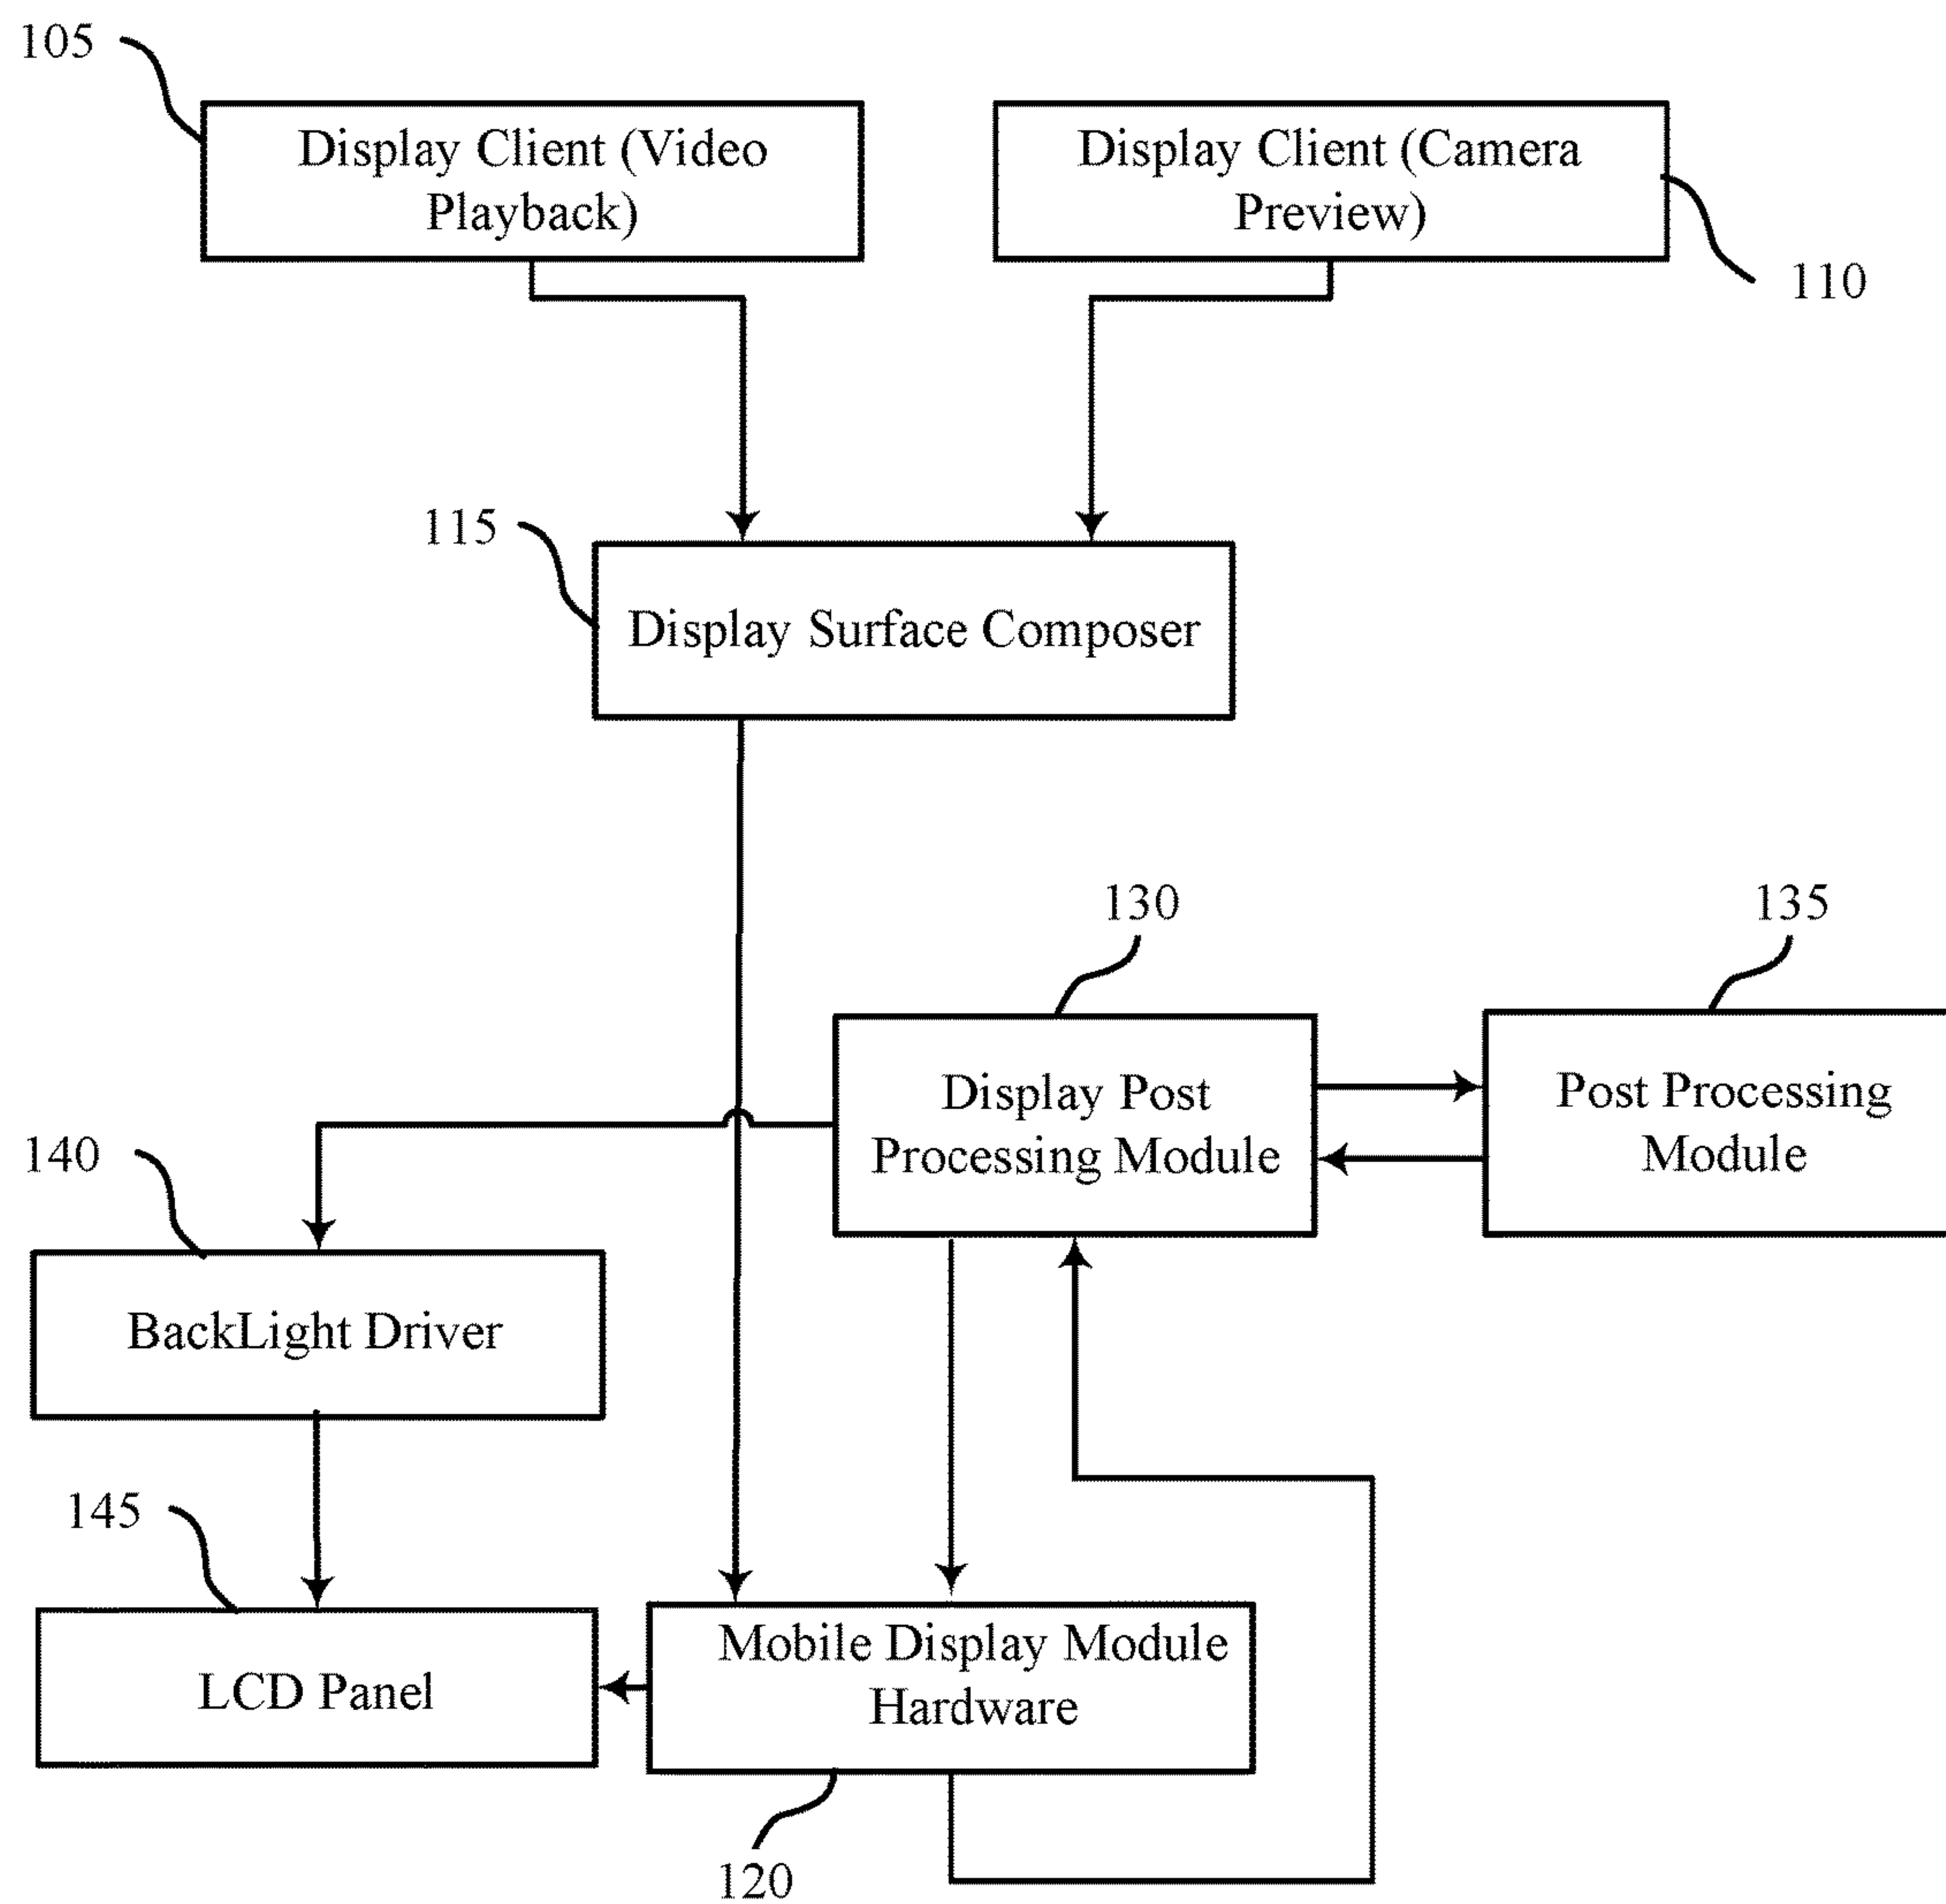 105
Display Client (Video
Playback)
Display Client (Camera
Preview)
110
115
Display Surface Composer
130
135
Display Post
Processing Module
Post Processing
Module
140
BackLight Driver
145
LCD Panel
Mobile Display Module
Hardware
120